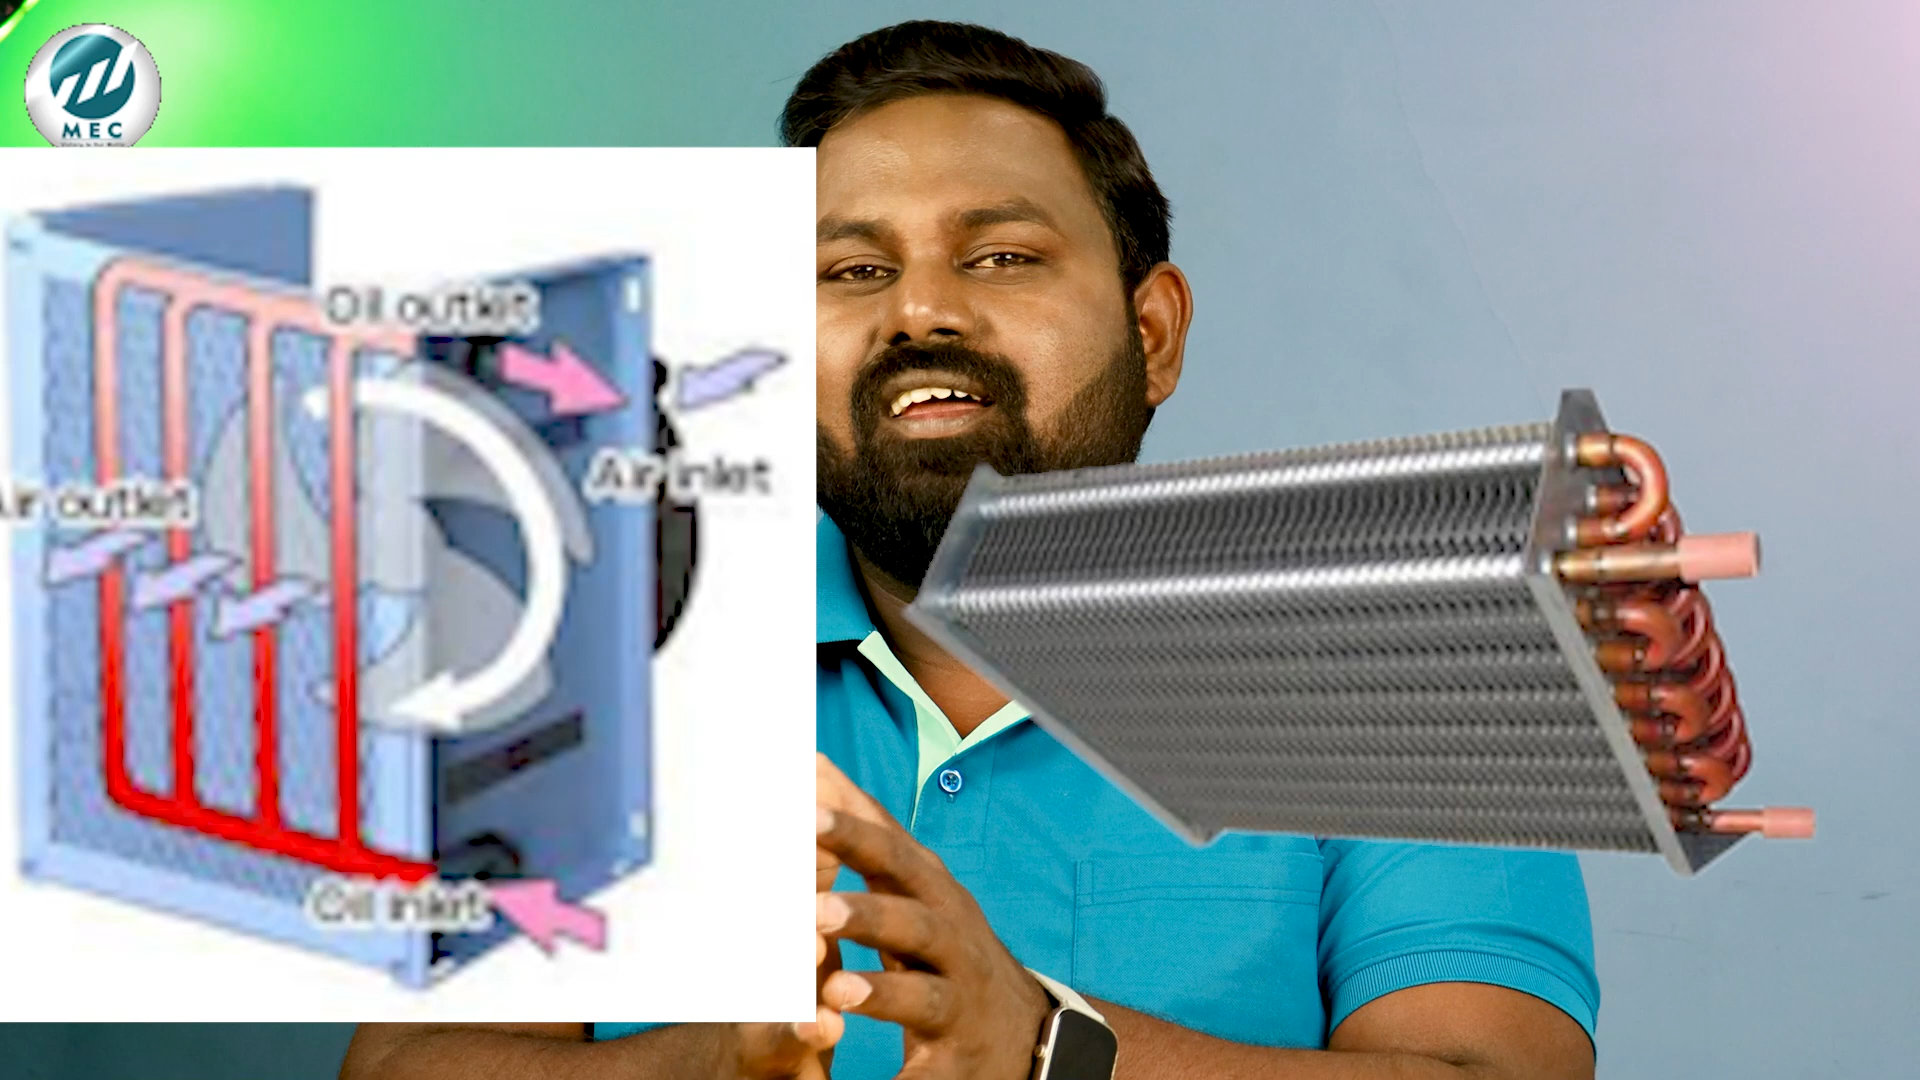 MEC
Oil outlet
Air inlet
Air outlet
Oil inlet